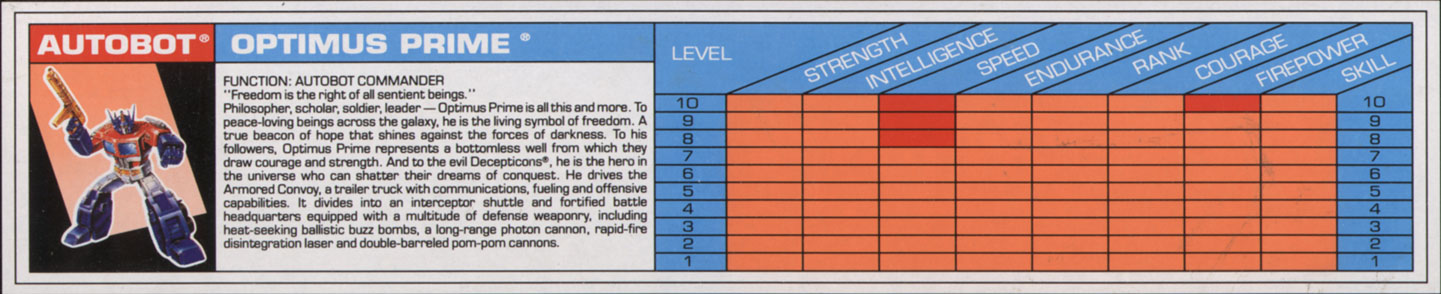 AUTOBOT®
OPTIMUS PRIME ®
FUNCTION: AUTOBOT COMMANDER
"Freedom is the right of all sentient beings."
Philosopher, scholar, soldier, leader — Optimus Prime is all this and more. To
peace-loving beings across the galaxy, he is the living symbol of freedom. A
true beacon of hope that shines against the forces of darkness. To his
followers, Optimus Prime represents a bottomless well from which they
draw courage and strength. And to the evil Decepticons®, he is the hero in
the universe who can shatter their dreams of conquest. He drives the
Armored Convoy, a trailer truck with communications, fueling and offensive
capabilities. It divides into an interceptor shuttle and fortified battle
headquarters equipped with a multitude of defense weaponry, including
heat-seeking ballistic buzz bombs, a long-range photon cannon, rapid-fire
disintegration laser and double-barreled pom-pom cannons.
LEVEL
STRENGTH
INTELLIGENCE
SPEED
ENDURANCE
RANK
COURAGE
FIREPOWER
SKILL
10 10
9 9
8 8
7 7
6 6
5 5
4 4
3 3
2 2
1 1